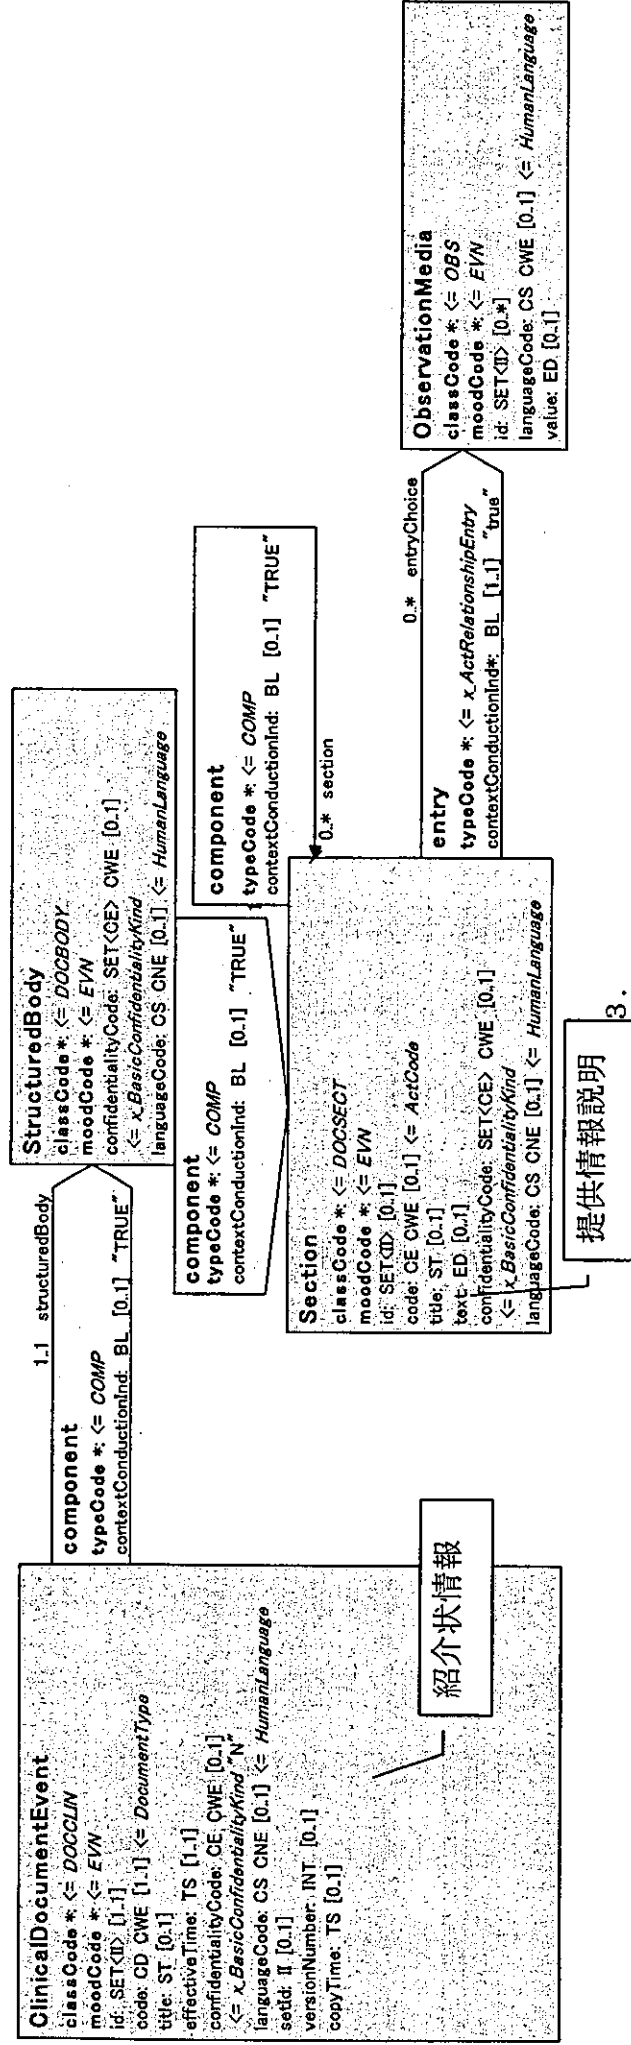 ClinicalDocumentEvent
classCode *: <= DOCCLIN
moodCode *: <= EVN
id: SET<II> [1..1]
code: CD CWE [1..1] <= DocumentType
title: ST [0..1]
effectiveTime: TS [1..1]
confidentialityCode: CE CWE [0..1]
<= x_BasicConfidentialityKind "N"
languageCode: CS CNE [0..1] <= HumanLanguage
setId: II [0..1]
versionNumber: INT [0..1]
copyTime: TS [0..1]
紹介状情報
1..1 structuredBody
component
typeCode *: <= COMP
contextConductionInd: BL [0..1] "TRUE"
StructuredBody
classCode *: <= DOCBODY
moodCode *: <= EVN
confidentialityCode: SET<CE> CWE [0..1]
<= x_BasicConfidentialityKind
languageCode: CS CNE [0..1] <= HumanLanguage
component
typeCode *: <= COMP
contextConductionInd: BL [0..1] "TRUE"
component
typeCode *: <= COMP
contextConductionInd: BL [0..1] "TRUE"
0..* section
Section
classCode *: <= DOCSECT
moodCode *: <= EVN
id: SET<II> [0..1]
code: CE CWE [0..1] <= ActCode
title: ST [0..1]
text: ED [0..1]
confidentialityCode: SET<CE> CWE [0..1]
<= x_BasicConfidentialityKind
languageCode: CS CNE [0..1] <= HumanLanguage
提供情報説明
3.
0..* entryChoice
entry
typeCode *: <= x_ActRelationshipEntry
contextConductionInd*: BL [1..1] "true"
ObservationMedia
classCode *: <= OBS
moodCode *: <= EVN
id: SET<II> [0..*]
languageCode: CS CWE [0..1] <= HumanLanguage
value: ED [0..1]